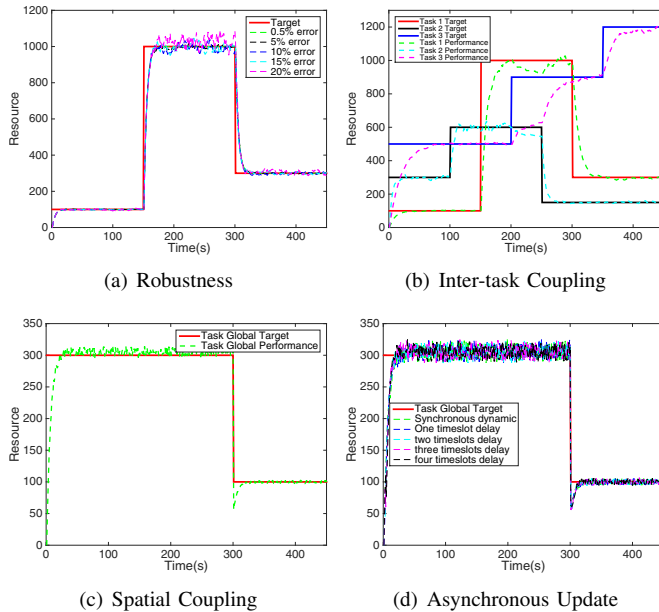 1000
800
600
400
200
0
0
100
200
300
400
Resource
Time(s)
Target
0.5% error
5% error
10% error
15% error
20% error
(a) Robustness
1200
1000
800
600
400
200
0
0
100
200
300
400
Resource
Time(s)
Task 1 Target
Task 2 Target
Task 3 Target
Task 1 Performance
Task 2 Performance
Task 3 Performance
(b) Inter-task Coupling
350
300
250
200
150
100
50
0
0
100
200
300
400
Resource
Time(s)
Task Global Target
Task Global Performance
(c) Spatial Coupling
350
300
250
200
150
100
50
0
0
100
200
300
400
Resource
Time(s)
Task Global Target
Synchronous dynamic
One timeslot delay
two timeslots delay
three timeslots delay
four timeslots delay
(d) Asynchronous Update